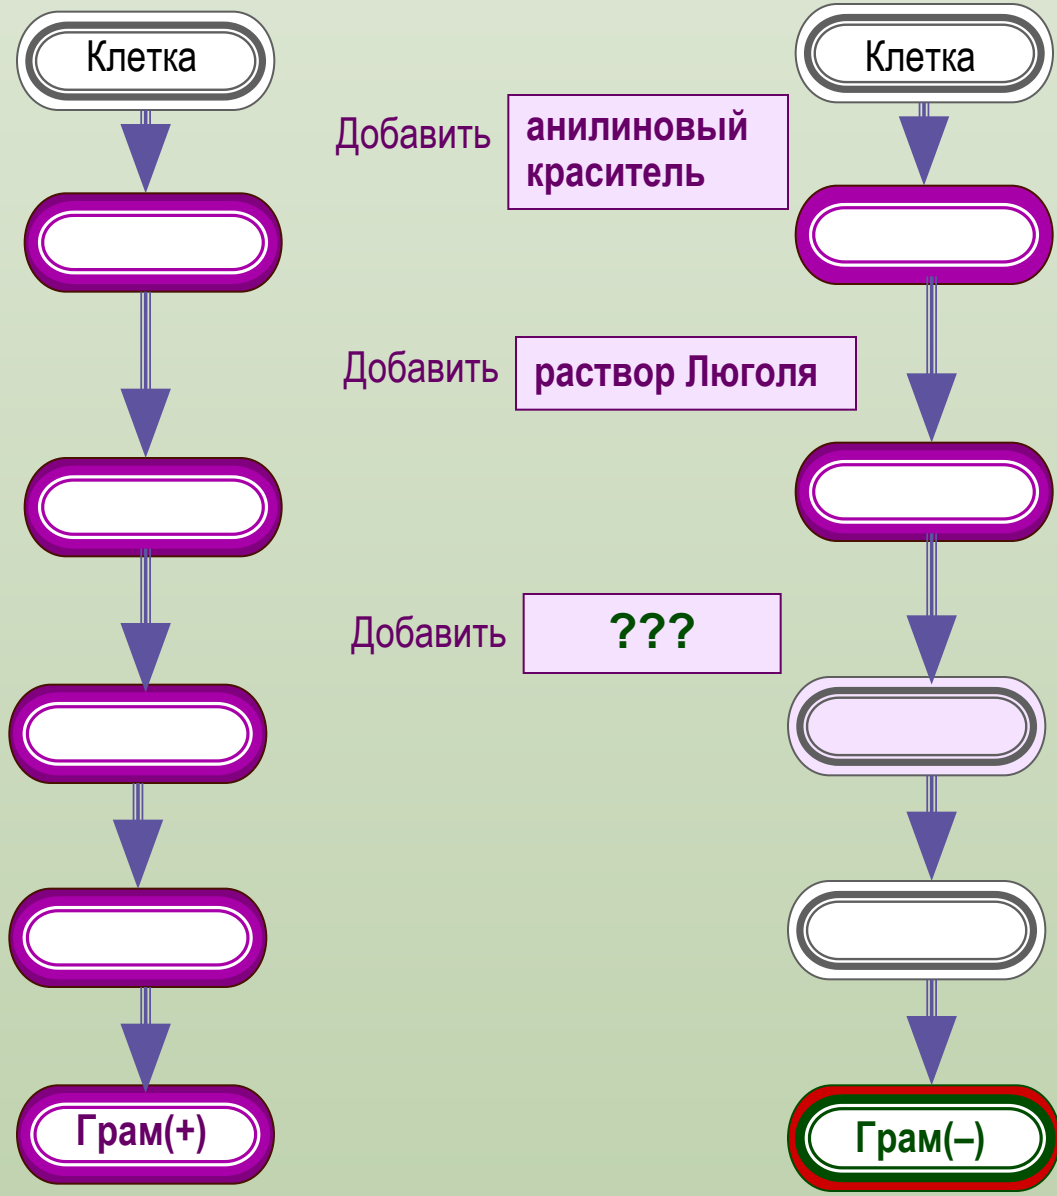 Клетка
Клетка
Добавить
анилиновый
краситель
Добавить
раствор Люголя
Добавить
???
Грам(+)
Грам(–)